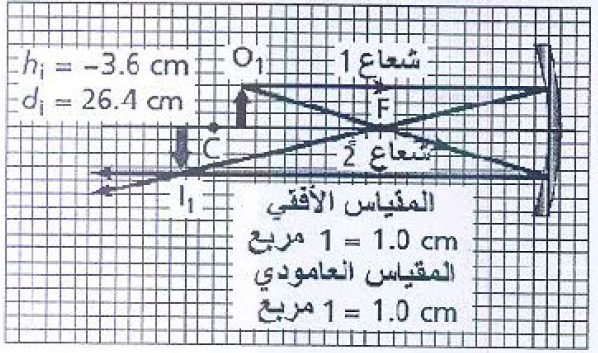 hᵢ = −3.6 cm
dᵢ = 26.4 cm
O₁
شعاع 1
F
C
شعاع 2
I₁
المقياس الأفقي
1 مربع = 1.0 cm
المقياس العامودي
1 مربع = 1.0 cm